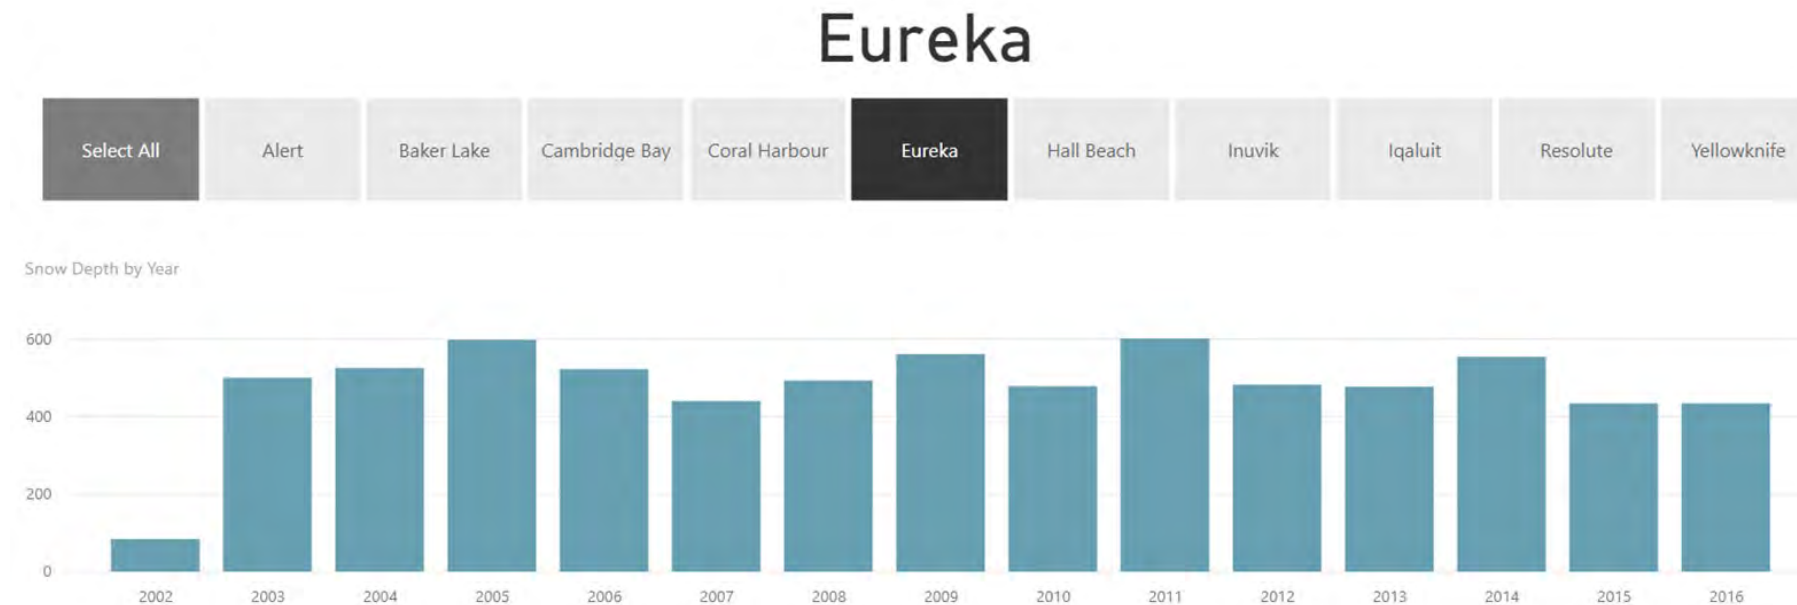 Eureka
Select All Alert Baker Lake Cambridge Bay Coral Harbour Eureka Hall Beach Inuvik Iqaluit Resolute Yellowknife
Snow Depth by Year
600
400
200
0
2002 2003 2004 2005 2006 2007 2008 2009 2010 2011 2012 2013 2014 2015 2016